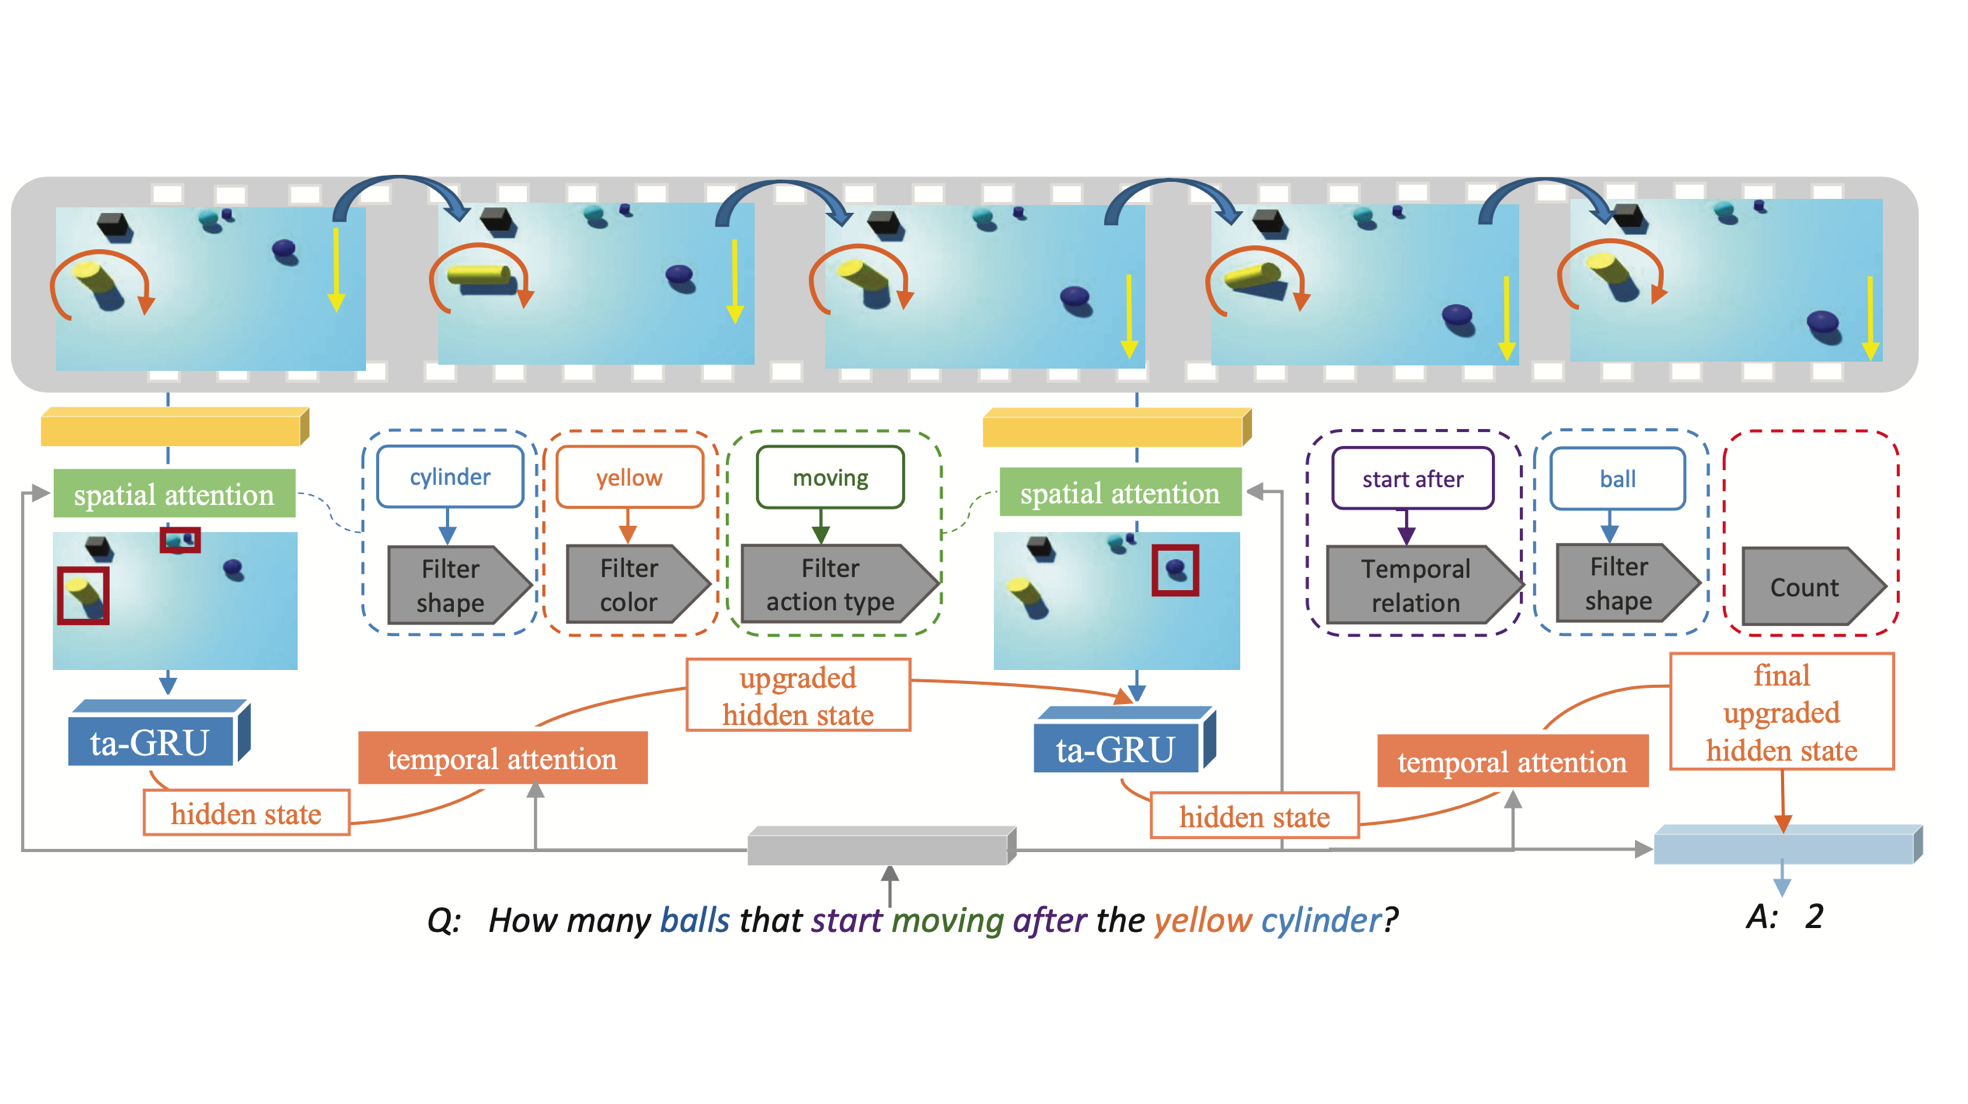 spatial attention
cylinder
Filter
shape
yellow
Filter
color
moving
Filter
action type
spatial attention
start after
Temporal
relation
ball
Filter
shape
Count
ta-GRU
hidden state
temporal attention
upgraded
hidden state
ta-GRU
hidden state
temporal attention
final
upgraded
hidden state
Q: How many balls that start moving after the yellow cylinder?
A: 2